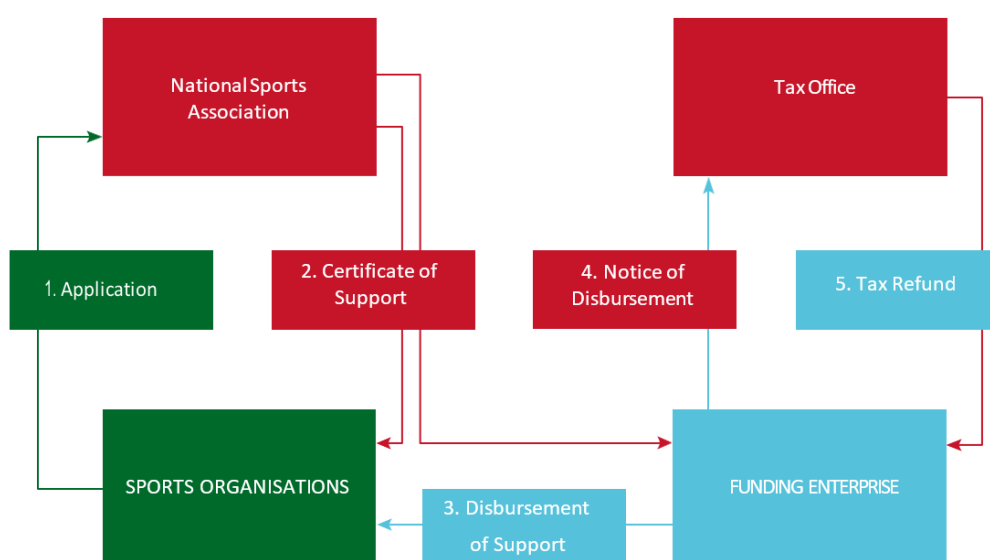 National Sports
Association
Tax Office
1. Application
2. Certificate of
Support
4. Notice of
Disbursement
5. Tax Refund
SPORTS ORGANISATIONS
FUNDING ENTERPRISE
3. Disbursement
of Support